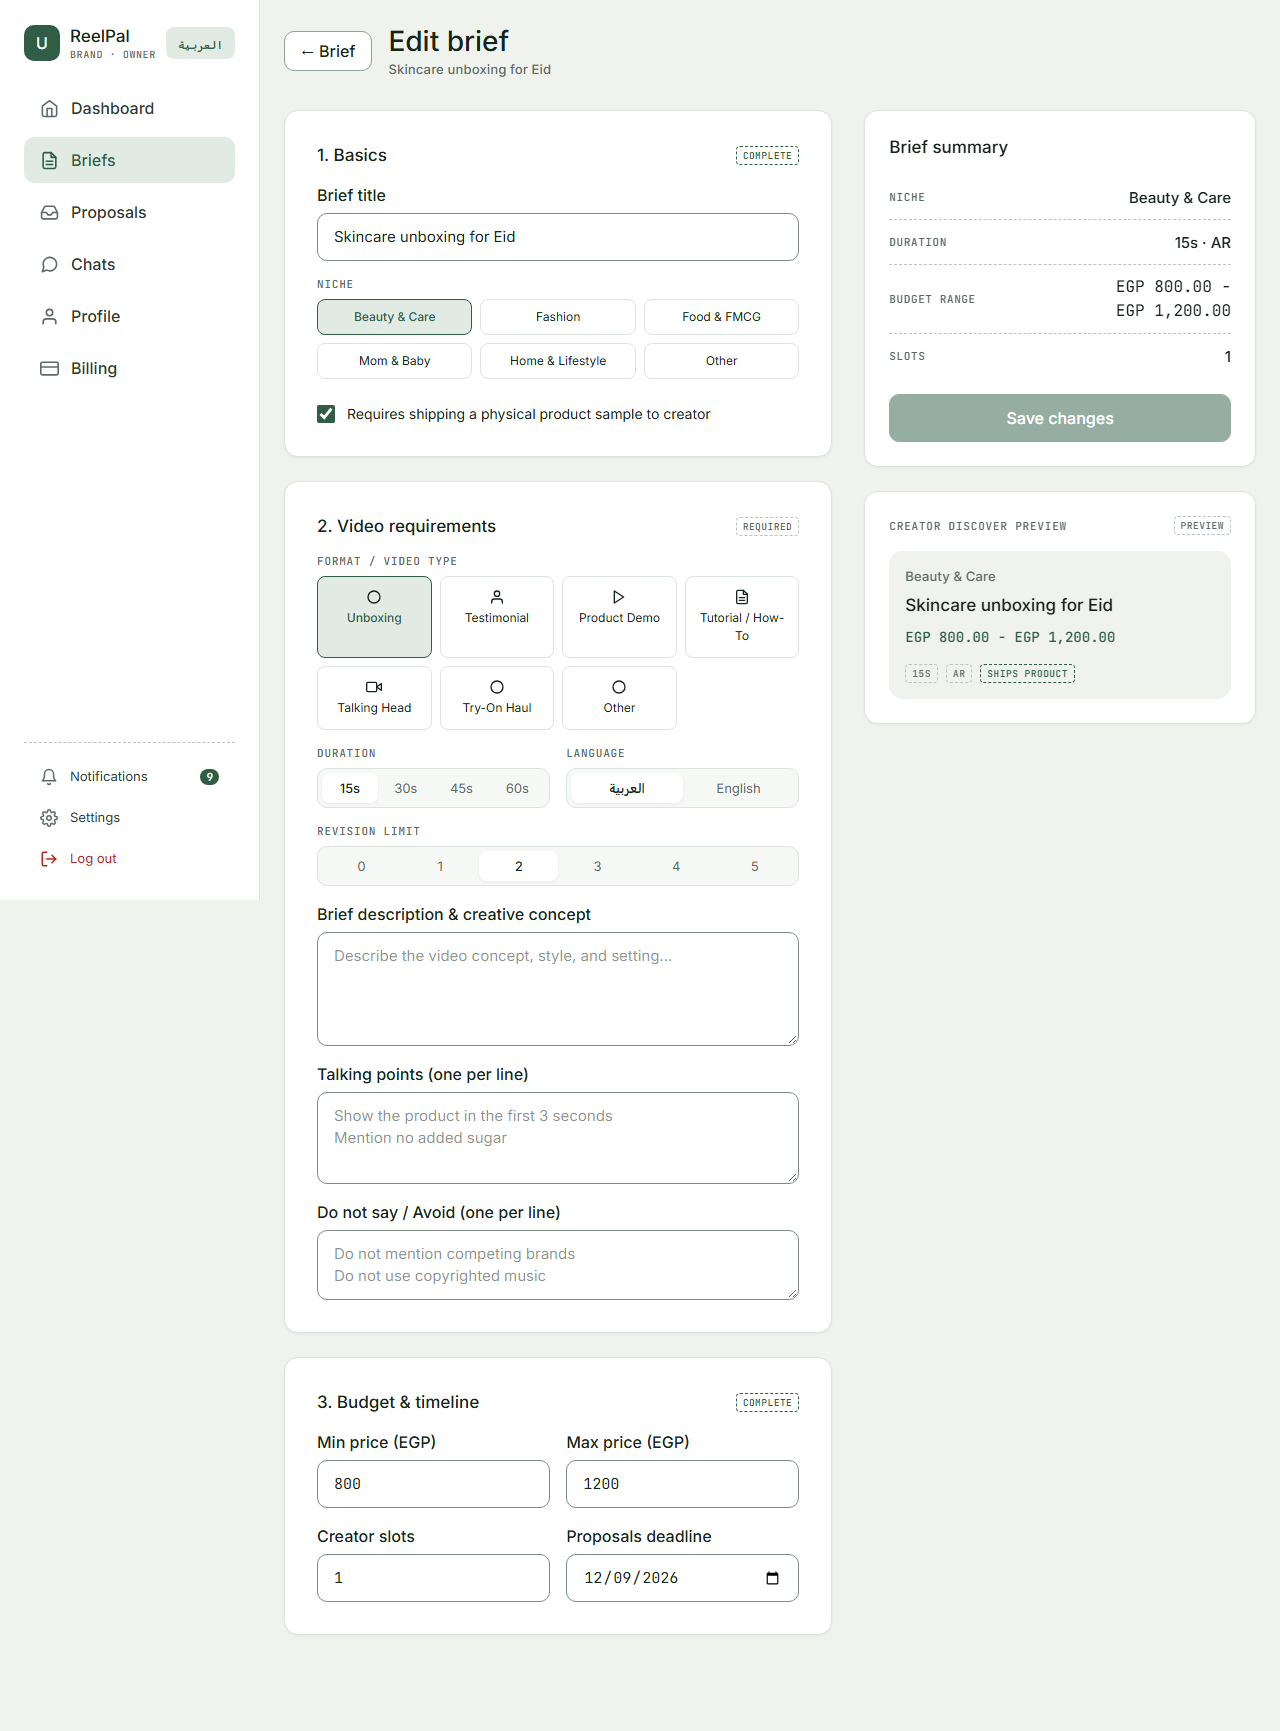 U
ReelPal
BRAND · OWNER
العربية
Dashboard
Briefs
Proposals
Chats
Profile
Billing
Notifications
9
Settings
Log out
← Brief
Edit brief
Skincare unboxing for Eid
1. Basics
COMPLETE
Brief title
Skincare unboxing for Eid
NICHE
Beauty & Care
Fashion
Food & FMCG
Mom & Baby
Home & Lifestyle
Other
Requires shipping a physical product sample to creator
2. Video requirements
REQUIRED
FORMAT / VIDEO TYPE
Unboxing
Testimonial
Product Demo
Tutorial / How-
To
Talking Head
Try-On Haul
Other
DURATION
15s
30s
45s
60s
LANGUAGE
العربية
English
REVISION LIMIT
0
1
2
3
4
5
Brief description & creative concept
Describe the video concept, style, and setting...
Talking points (one per line)
Show the product in the first 3 seconds
Mention no added sugar
Do not say / Avoid (one per line)
Do not mention competing brands
Do not use copyrighted music
3. Budget & timeline
COMPLETE
Min price (EGP)
800
Max price (EGP)
1200
Creator slots
1
Proposals deadline
12/09/2026
Brief summary
NICHE
Beauty & Care
DURATION
15s · AR
BUDGET RANGE
EGP 800.00 -
EGP 1,200.00
SLOTS
1
Save changes
CREATOR DISCOVER PREVIEW
PREVIEW
Beauty & Care
Skincare unboxing for Eid
EGP 800.00 - EGP 1,200.00
15S
AR
SHIPS PRODUCT